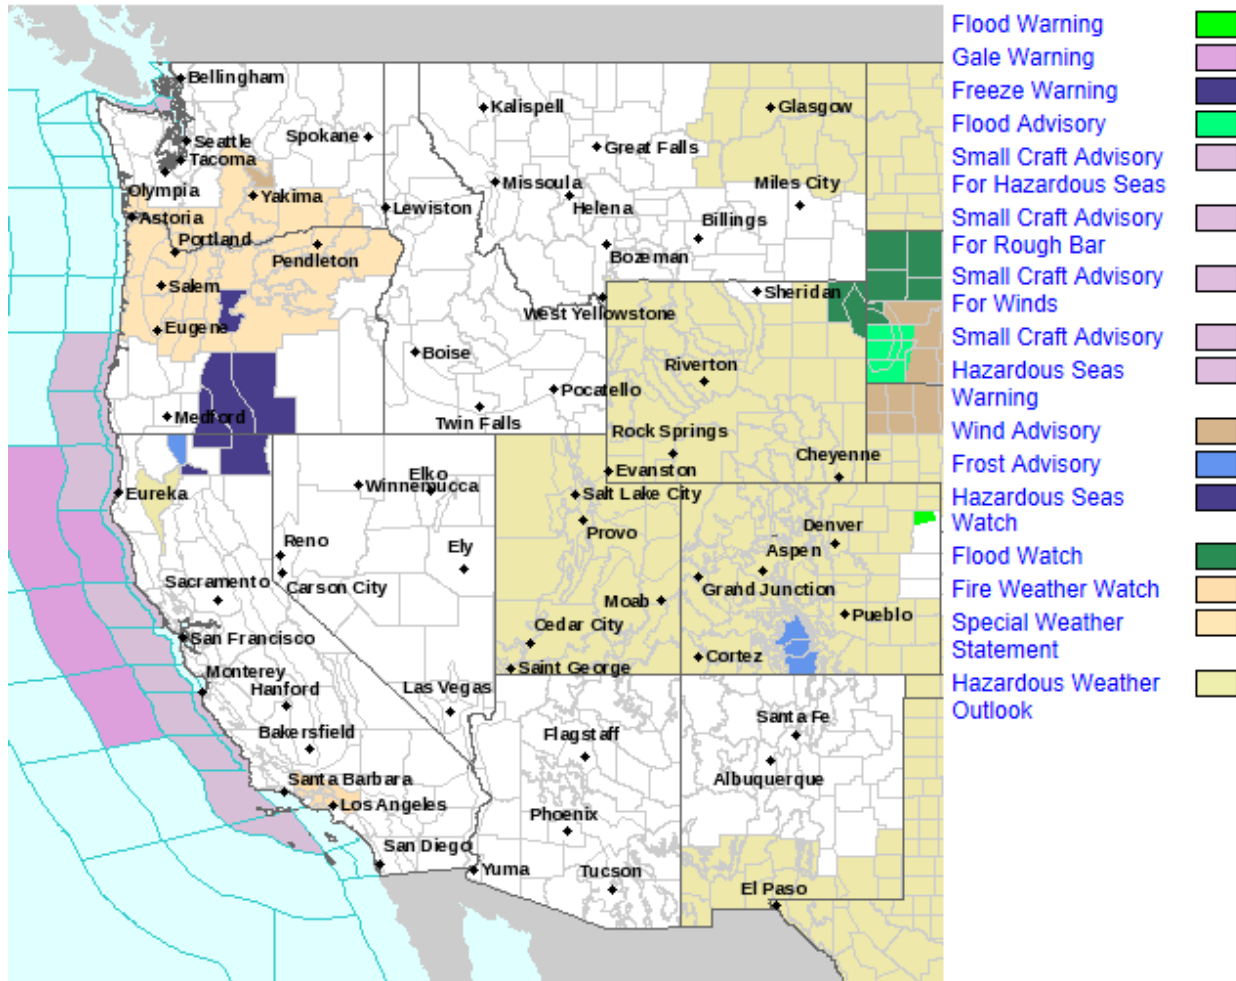 Bellingham
Seattle
Tacoma
Olympia
Spokane
Yakima
Astoria
Portland
Pendleton
Salem
Eugene
Medford
Lewiston
Kalispell
Great Falls
Missoula
Helena
Glasgow
Miles City
Billings
Bozeman
West Yellowstone
Sheridan
Boise
Pocatello
Twin Falls
Riverton
Rock Springs
Evanston
Cheyenne
Eureka
Winnemucca
Elko
Reno
Carson City
Ely
Salt Lake City
Provo
Denver
Aspen
Grand Junction
Moab
Pueblo
Cedar City
Saint George
Cortez
Sacramento
San Francisco
Monterey
Hanford
Bakersfield
Las Vegas
Santa Barbara
Los Angeles
San Diego
Yuma
Flagstaff
Phoenix
Tucson
Santa Fe
Albuquerque
El Paso
Flood Warning
Gale Warning
Freeze Warning
Flood Advisory
Small Craft Advisory
For Hazardous Seas
Small Craft Advisory
For Rough Bar
Small Craft Advisory
For Winds
Small Craft Advisory
Hazardous Seas
Warning
Wind Advisory
Frost Advisory
Hazardous Seas
Watch
Flood Watch
Fire Weather Watch
Special Weather
Statement
Hazardous Weather
Outlook